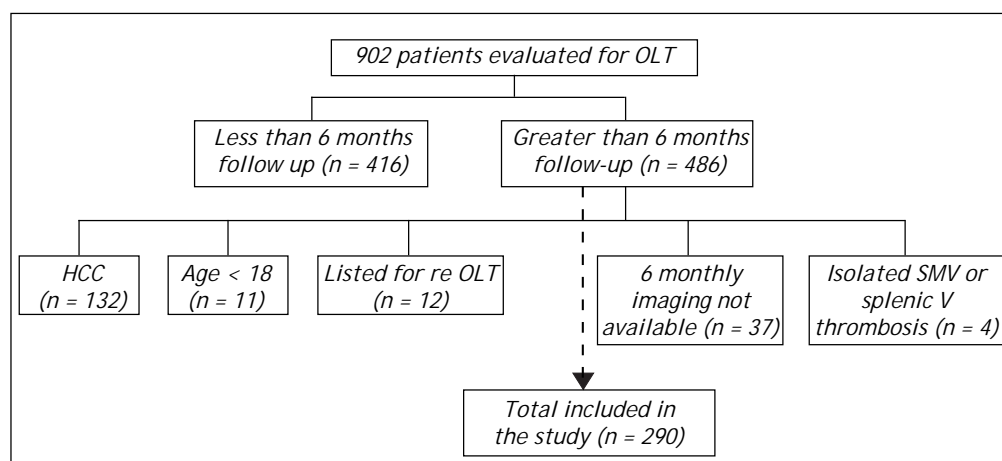 902 patients evaluated for OLT
Less than 6 months
follow up (n = 416)
Greater than 6 months
follow-up (n = 486)
HCC
(n = 132)
Age < 18
(n = 11)
Listed for re OLT
(n = 12)
6 monthly
imaging not
available (n = 37)
Isolated SMV or
splenic V
thrombosis (n = 4)
Total included in
the study (n = 290)